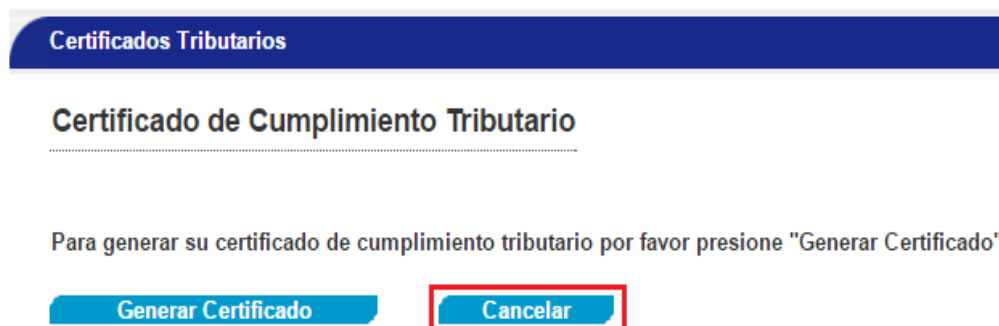 Certificados Tributarios
Certificado de Cumplimiento Tributario
Para generar su certificado de cumplimiento tributario por favor presione "Generar Certificado"
Generar Certificado Cancelar